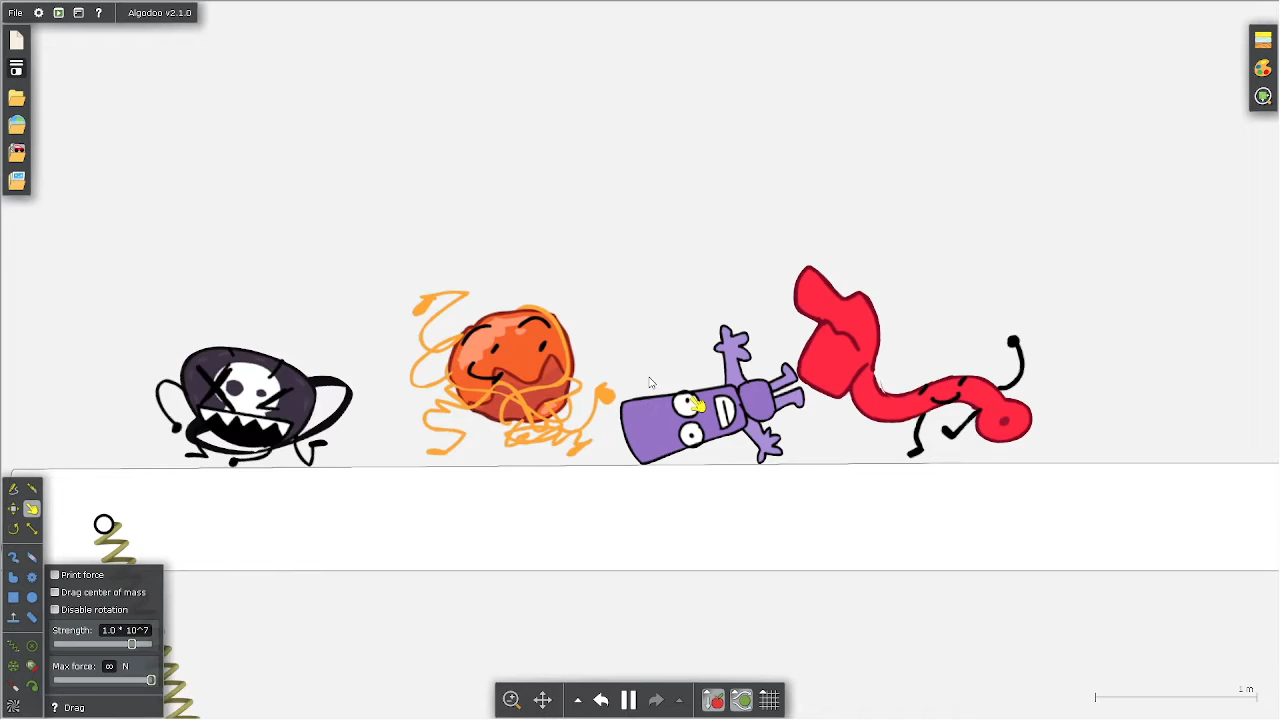 File ? Algodoo v2.1.0
Print force
Drag center of mass
Disable rotation
Strength: 1.0 * 10^7
Max force: ∞ N
? Drag
1 m